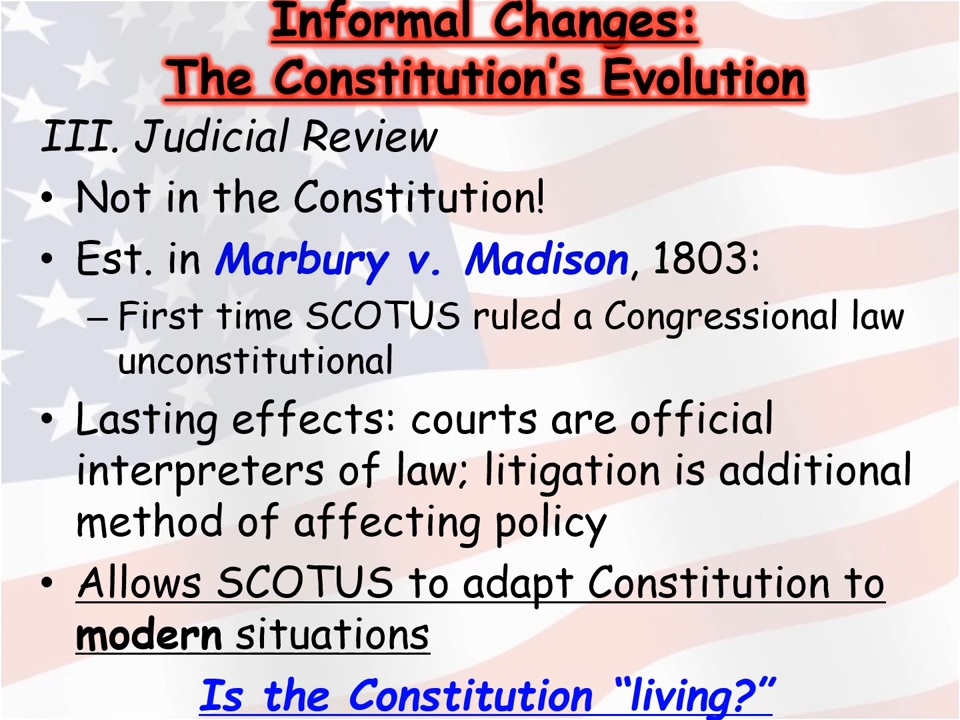 Informal Changes:
The Constitution’s Evolution
III. Judicial Review
• Not in the Constitution!
• Est. in Marbury v. Madison, 1803:
– First time SCOTUS ruled a Congressional law
unconstitutional
• Lasting effects: courts are official
interpreters of law; litigation is additional
method of affecting policy
• Allows SCOTUS to adapt Constitution to
modern situations
Is the Constitution “living?”